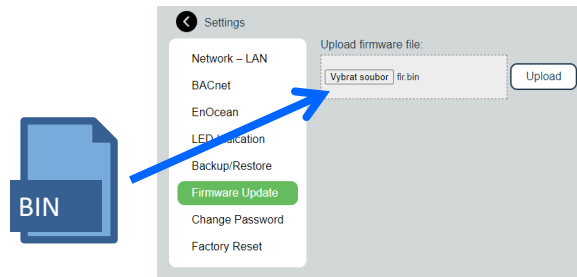 Settings
Network – LAN
BACnet
EnOcean
LED Indication
Backup/Restore
Firmware Update
Change Password
Factory Reset
Upload firmware file:
Vybrat soubor fir.bin
Upload
BIN